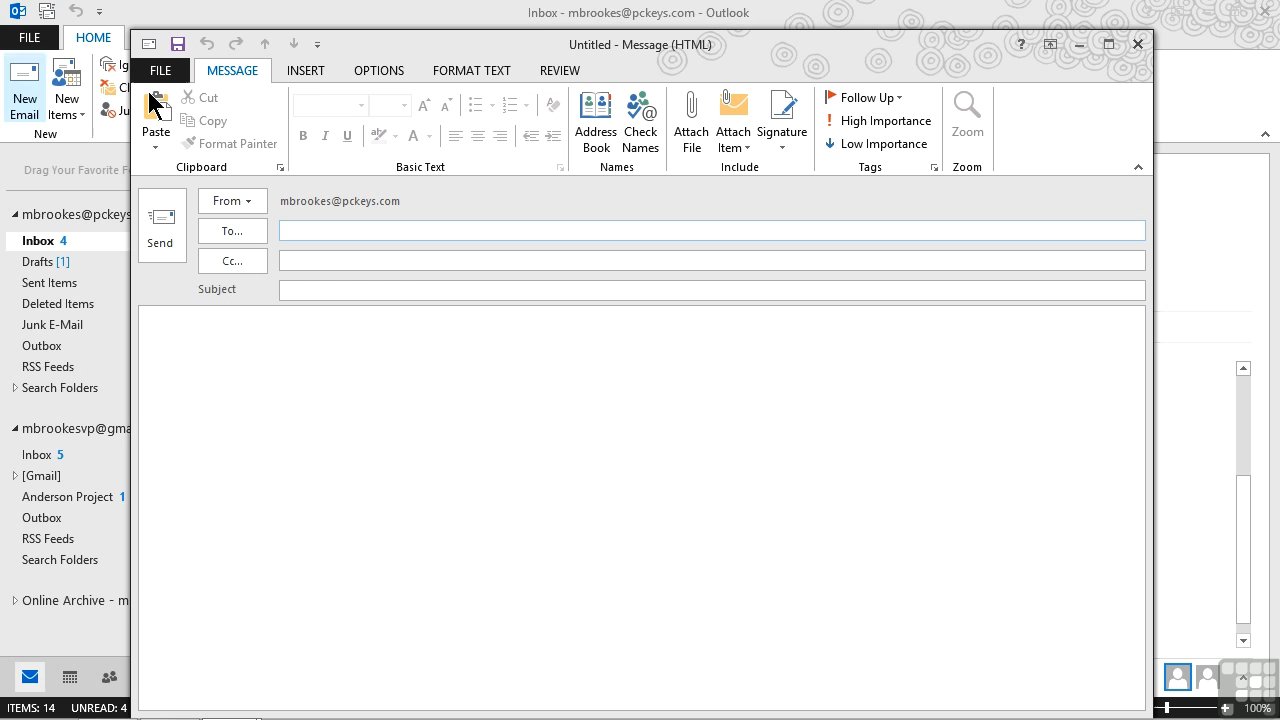 Inbox - mbrookes@pckeys.com - Outlook
FILE
HOME
New Email
New Items
New
Drag Your Favorite F
mbrookes@pckeys
Inbox 4
Drafts [1]
Sent Items
Deleted Items
Junk E-Mail
Outbox
RSS Feeds
Search Folders
mbrookesvp@gma
Inbox 5
[Gmail]
Anderson Project 1
Outbox
RSS Feeds
Search Folders
Online Archive - m
ITEMS: 14 UNREAD: 4
Untitled - Message (HTML)
?
FILE MESSAGE INSERT OPTIONS FORMAT TEXT REVIEW
Paste
Cut
Copy
Format Painter
Clipboard
B I U
Basic Text
Address Book
Check Names
Names
Attach File
Attach Item
Signature
Include
Follow Up
High Importance
Low Importance
Tags
Zoom
Zoom
Send
From mbrookes@pckeys.com
To...
Cc...
Subject
100%